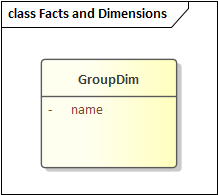 class Facts and Dimensions
GroupDim
- name